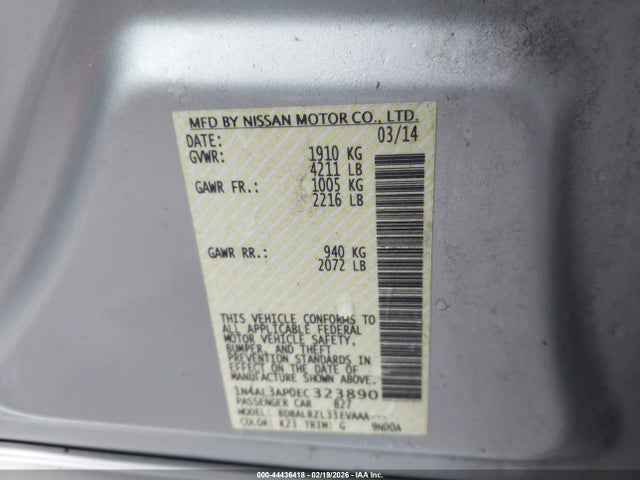 MFD BY NISSAN MOTOR CO., LTD.
DATE: 03/14
GVWR: 1910 KG
4211 LB
GAWR FR.: 1005 KG
2216 LB
GAWR RR.: 940 KG
2072 LB
THIS VEHICLE CONFORMS TO
ALL APPLICABLE FEDERAL
MOTOR VEHICLE SAFETY,
BUMPER, AND THEFT
PREVENTION STANDARDS IN
EFFECT ON THE DATE OF
MANUFACTURE SHOWN ABOVE.
1N4AL3AP0EC323890
PASSENGER CAR 827
MODEL: BDBALRZL33EVAAA---
COLOR: K23 TRIM: G 9N00A
000-44436418 - 02/19/2026 - IAAI, Inc.